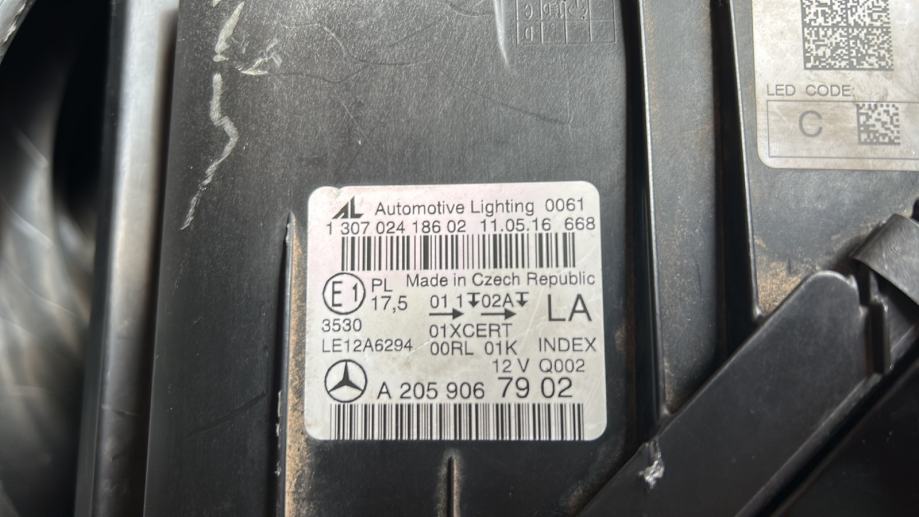 LED CODE:
C
AL Automotive Lighting 0061
1 307 024 186 02 11.05.16 668
Made in Czech Republic
E1 PL 17,5
01 1 02A LA
3530 01XCERT
LE12A6294 00RL 01K INDEX
12 V Q002
A 205 906 79 02